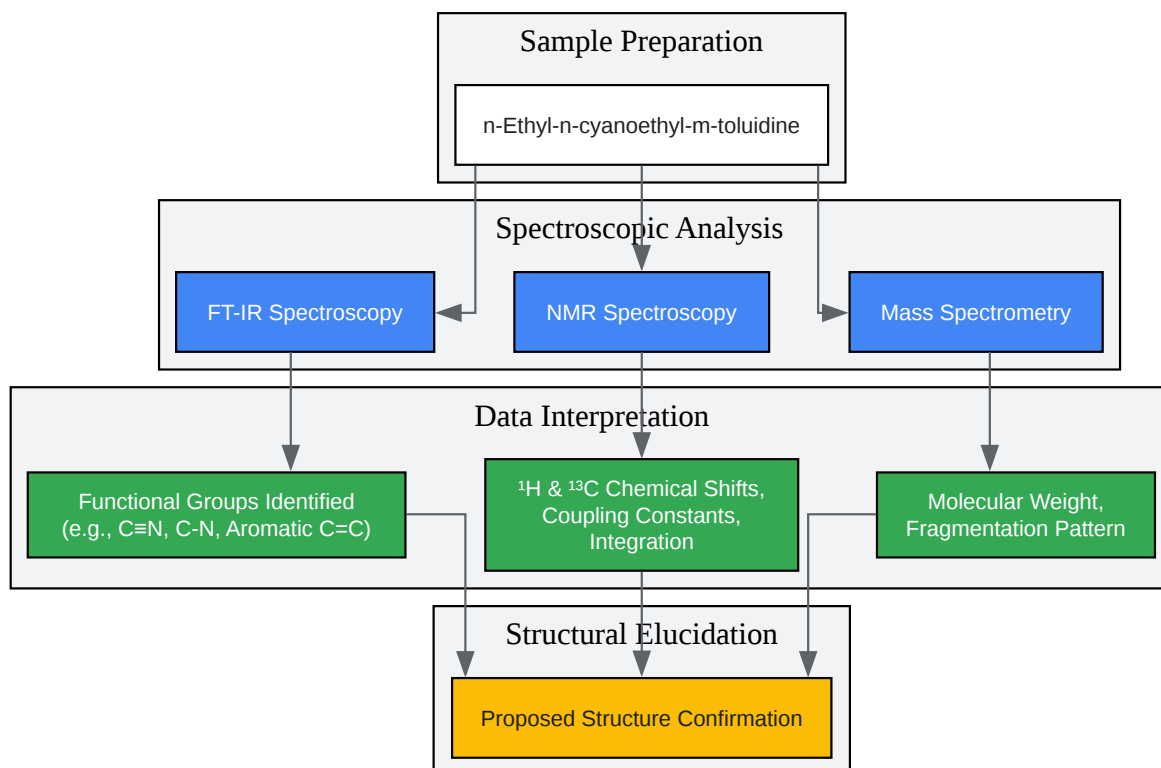 Sample Preparation
n-Ethyl-n-cyanoethyl-m-toluidine
Spectroscopic Analysis
FT-IR Spectroscopy
NMR Spectroscopy
Mass Spectrometry
Data Interpretation
Functional Groups Identified
(e.g., C≡N, C-N, Aromatic C=C)
¹H & ¹³C Chemical Shifts,
Coupling Constants,
Integration
Molecular Weight,
Fragmentation Pattern
Structural Elucidation
Proposed Structure Confirmation